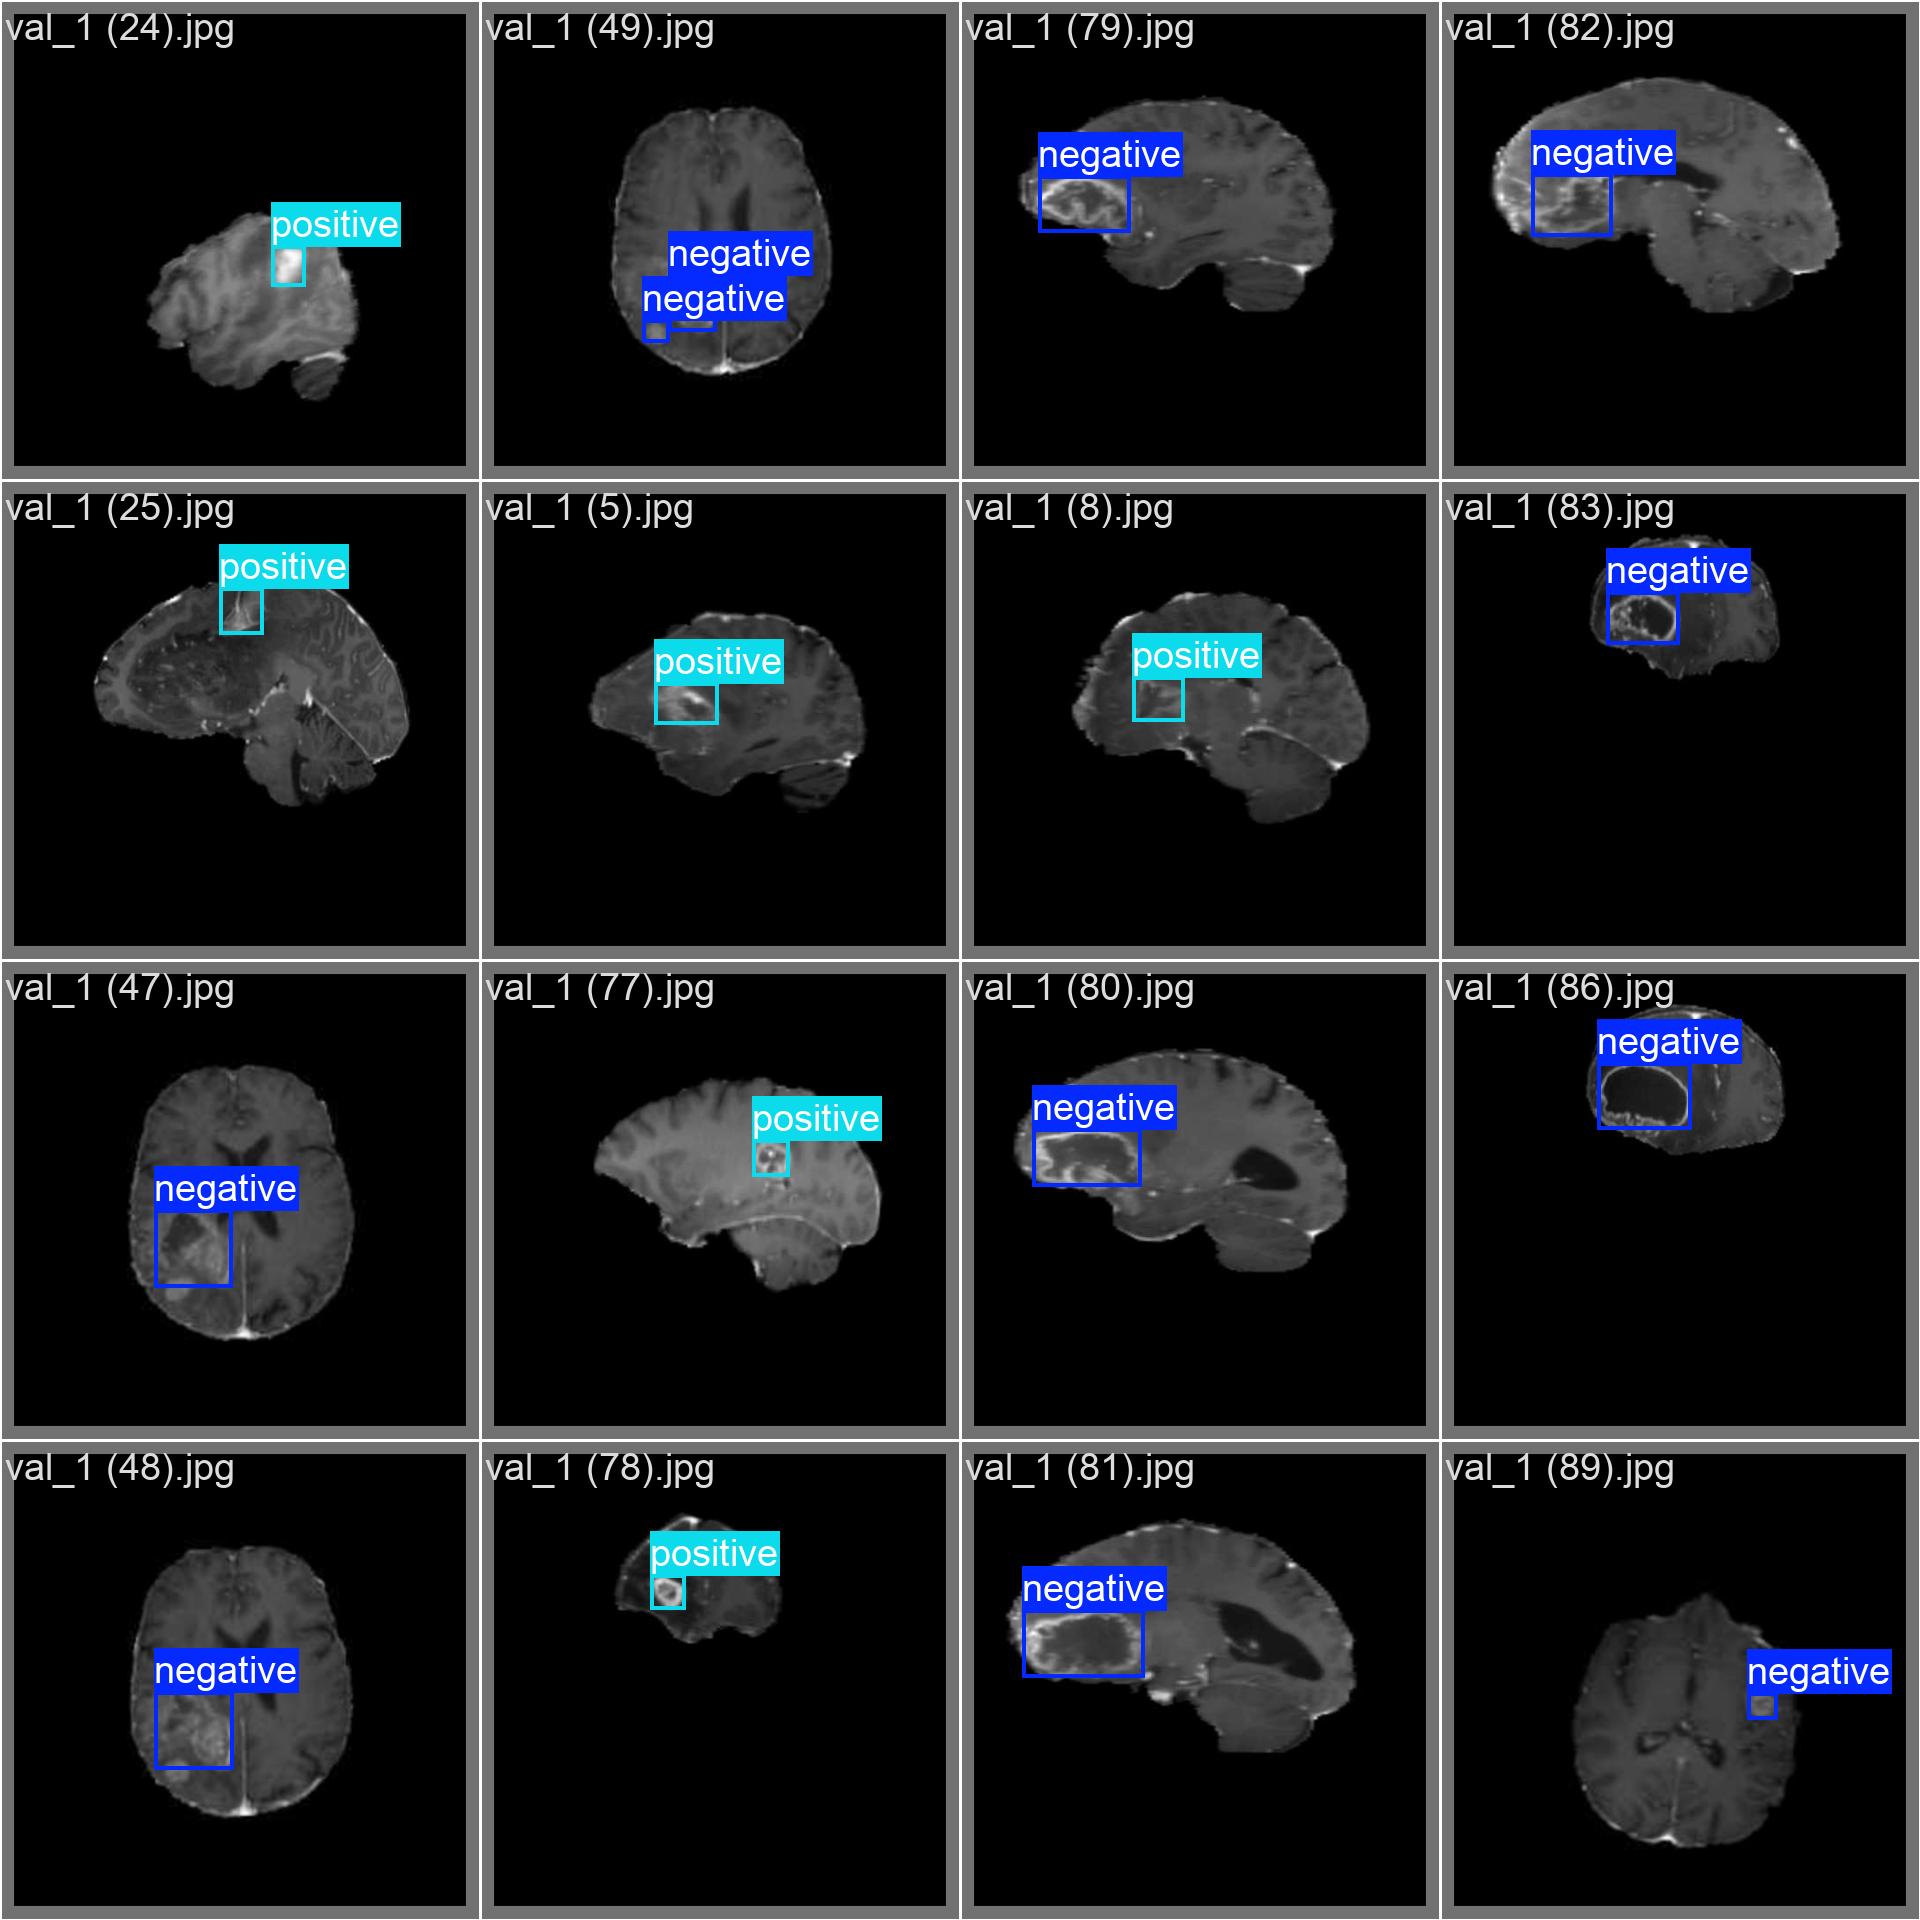 val_1 (24).jpg
positive
val_1 (49).jpg
negative
negative
val_1 (79).jpg
negative
val_1 (82).jpg
negative
val_1 (25).jpg
positive
val_1 (5).jpg
positive
val_1 (8).jpg
positive
val_1 (83).jpg
negative
val_1 (47).jpg
negative
val_1 (77).jpg
positive
val_1 (80).jpg
negative
val_1 (86).jpg
negative
val_1 (48).jpg
negative
val_1 (78).jpg
positive
val_1 (81).jpg
negative
val_1 (89).jpg
negative